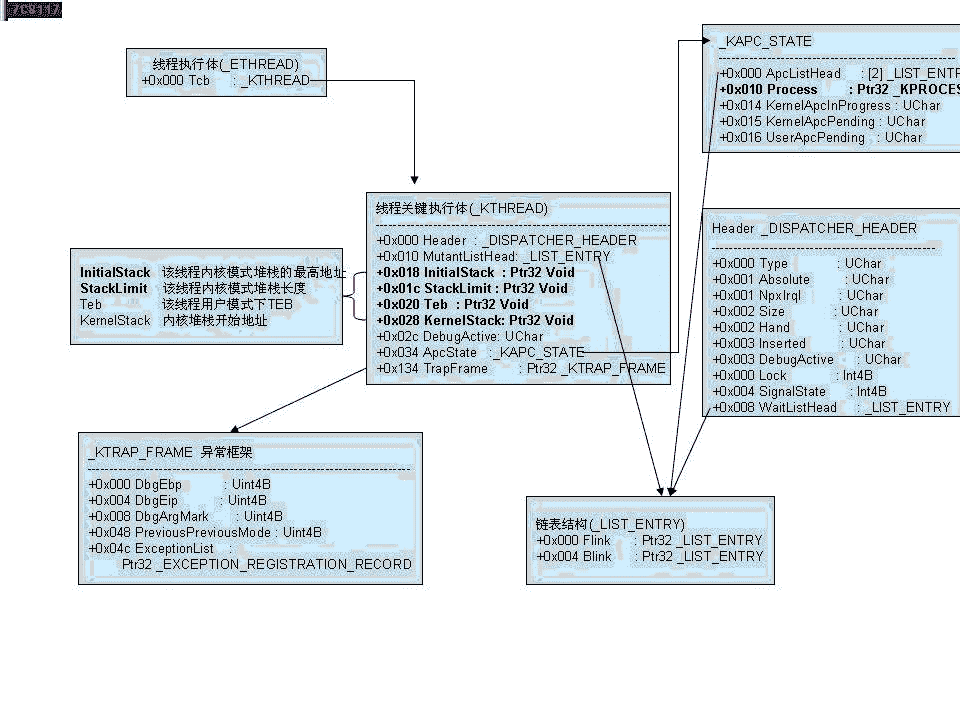 线程执行体(_ETHREAD)
+0x000 Tcb : _KTHREAD
_KAPC_STATE
+0x000 ApcListHead : [2] _LIST_ENTR
+0x010 Process : Ptr32 _KPROCES
+0x014 KernelApcInProgress : UChar
+0x015 KernelApcPending : UChar
+0x016 UserApcPending : UChar
线程关键执行体(_KTHREAD)
+0x000 Header : _DISPATCHER_HEADER
+0x010 MutantListHead: _LIST_ENTRY
+0x018 InitialStack : Ptr32 Void
+0x01c StackLimit : Ptr32 Void
+0x020 Teb : Ptr32 Void
+0x028 KernelStack: Ptr32 Void
+0x02c DebugActive: UChar
+0x034 ApcState :_KAPC_STATE
+0x134 TrapFrame : Ptr32 _KTRAP_FRAME
Header _DISPATCHER_HEADER
+0x000 Type : UChar
+0x001 Absolute : UChar
+0x001 NpxIrql : UChar
+0x002 Size : UChar
+0x002 Hand : UChar
+0x003 Inserted : UChar
+0x003 DebugActive : UChar
+0x000 Lock : Int4B
+0x004 SignalState : Int4B
+0x008 WaitListHead : _LIST_ENTRY
InitialStack 该线程内核模式堆栈的最高地址
StackLimit 该线程内核模式堆栈长度
Teb 该线程用户模式下TEB
KernelStack 内核堆栈开始地址
_KTRAP_FRAME 异常框架
+0x000 DbgEbp : Uint4B
+0x004 DbgEip : Uint4B
+0x008 DbgArgMark : Uint4B
+0x048 PreviousPreviousMode : Uint4B
+0x04c ExceptionList :
Ptr32 _EXCEPTION_REGISTRATION_RECORD
链表结构(_LIST_ENTRY)
+0x000 Flink : Ptr32 _LIST_ENTRY
+0x004 Blink : Ptr32 _LIST_ENTRY